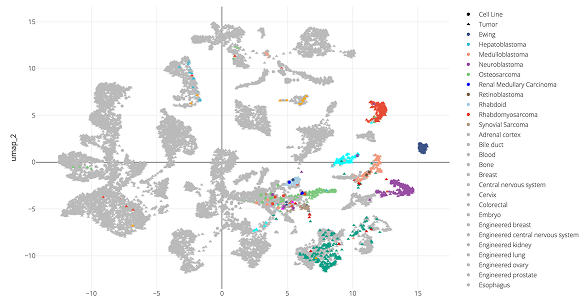 umap_2
15
10
5
0
−5
−10
−10
−5
0
5
10
15
Cell Line
Tumor
Ewing
Hepatoblastoma
Medulloblastoma
Neuroblastoma
Osteosarcoma
Renal Medullary Carcinoma
Retinoblastoma
Rhabdoid
Rhabdomyosarcoma
Synovial Sarcoma
Adrenal cortex
Bile duct
Blood
Bone
Breast
Central nervous system
Cervix
Colorectal
Embryo
Engineered breast
Engineered central nervous system
Engineered kidney
Engineered lung
Engineered ovary
Engineered prostate
Esophagus